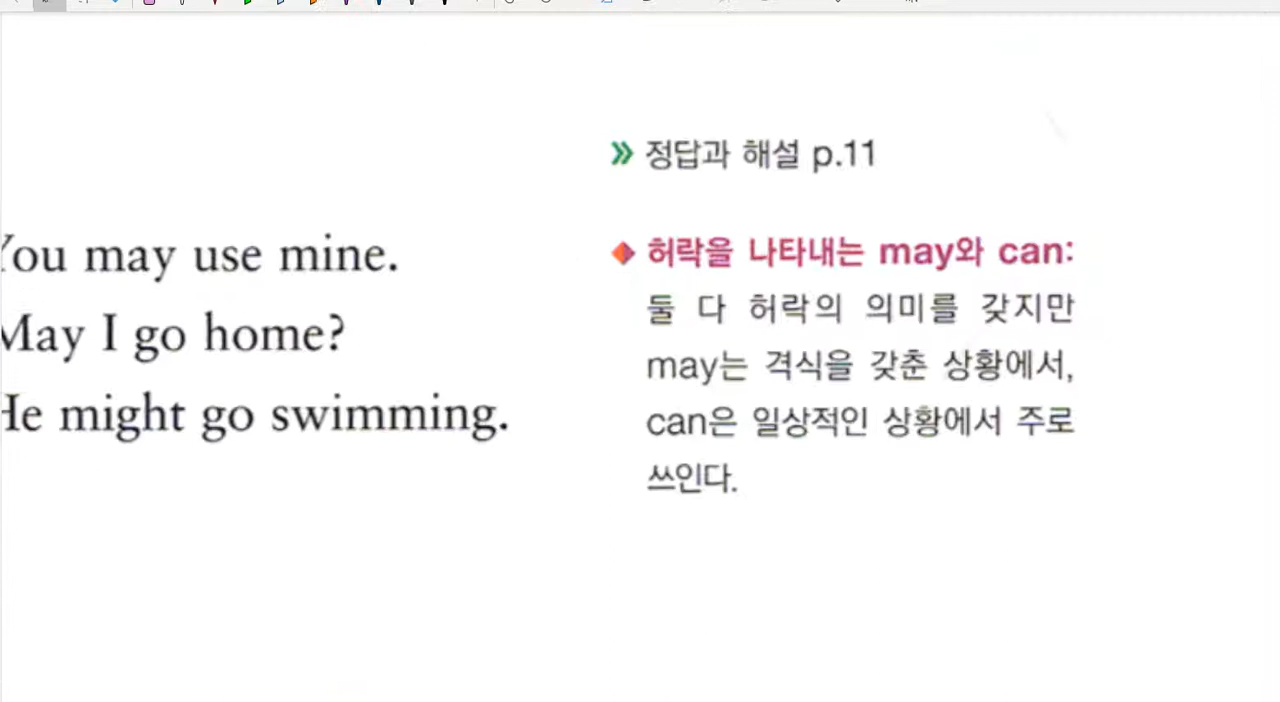 정답과 해설 p.11
You may use mine.
May I go home?
He might go swimming.
허락을 나타내는 may와 can:
둘 다 허락의 의미를 갖지만
may는 격식을 갖춘 상황에서,
can은 일상적인 상황에서 주로
쓰인다.